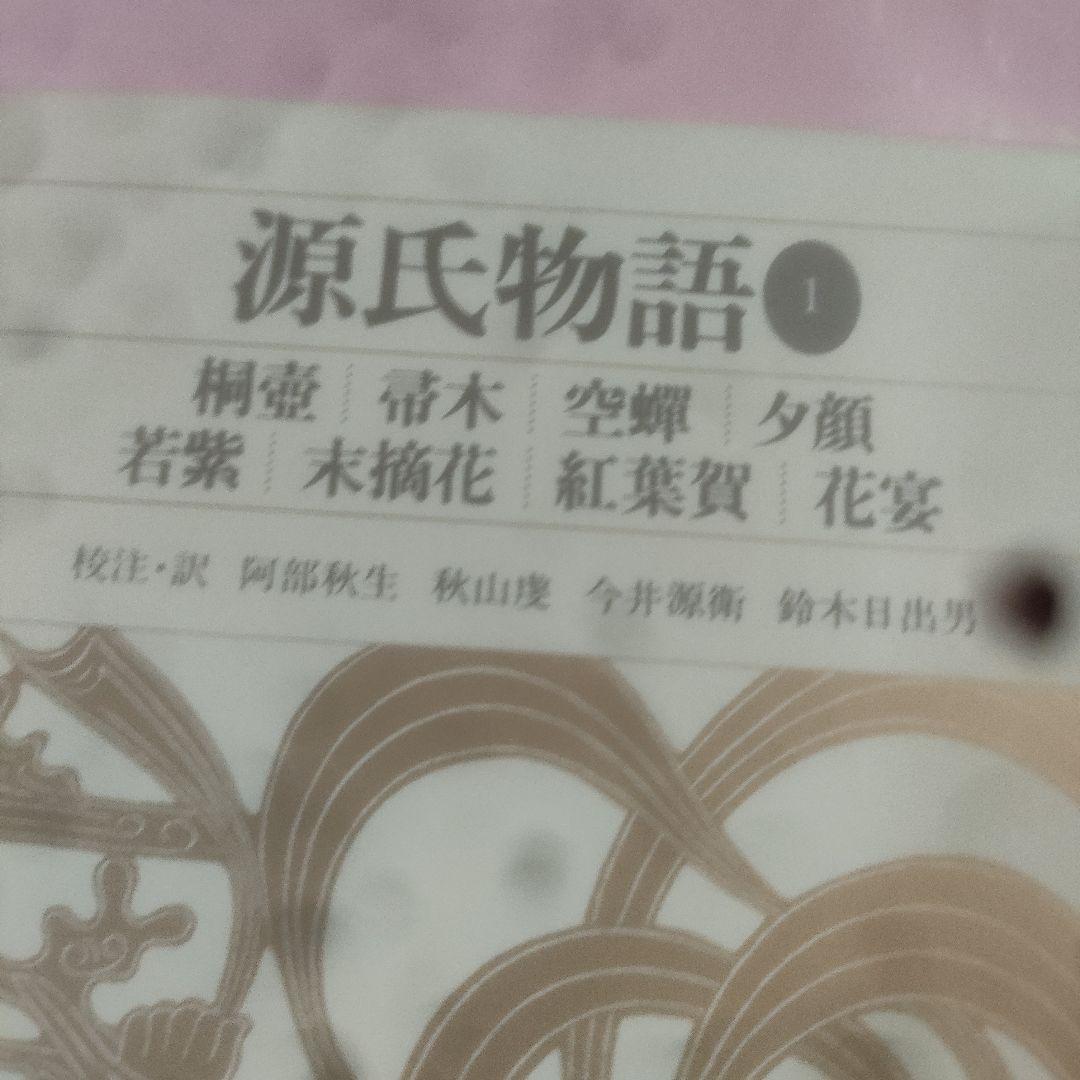 源氏物語 1
桐壺 帚木 空蟬 夕顔
若紫 末摘花 紅葉賀 花宴
校注・訳 阿部秋生 秋山虔 今井源衛 鈴木日出男